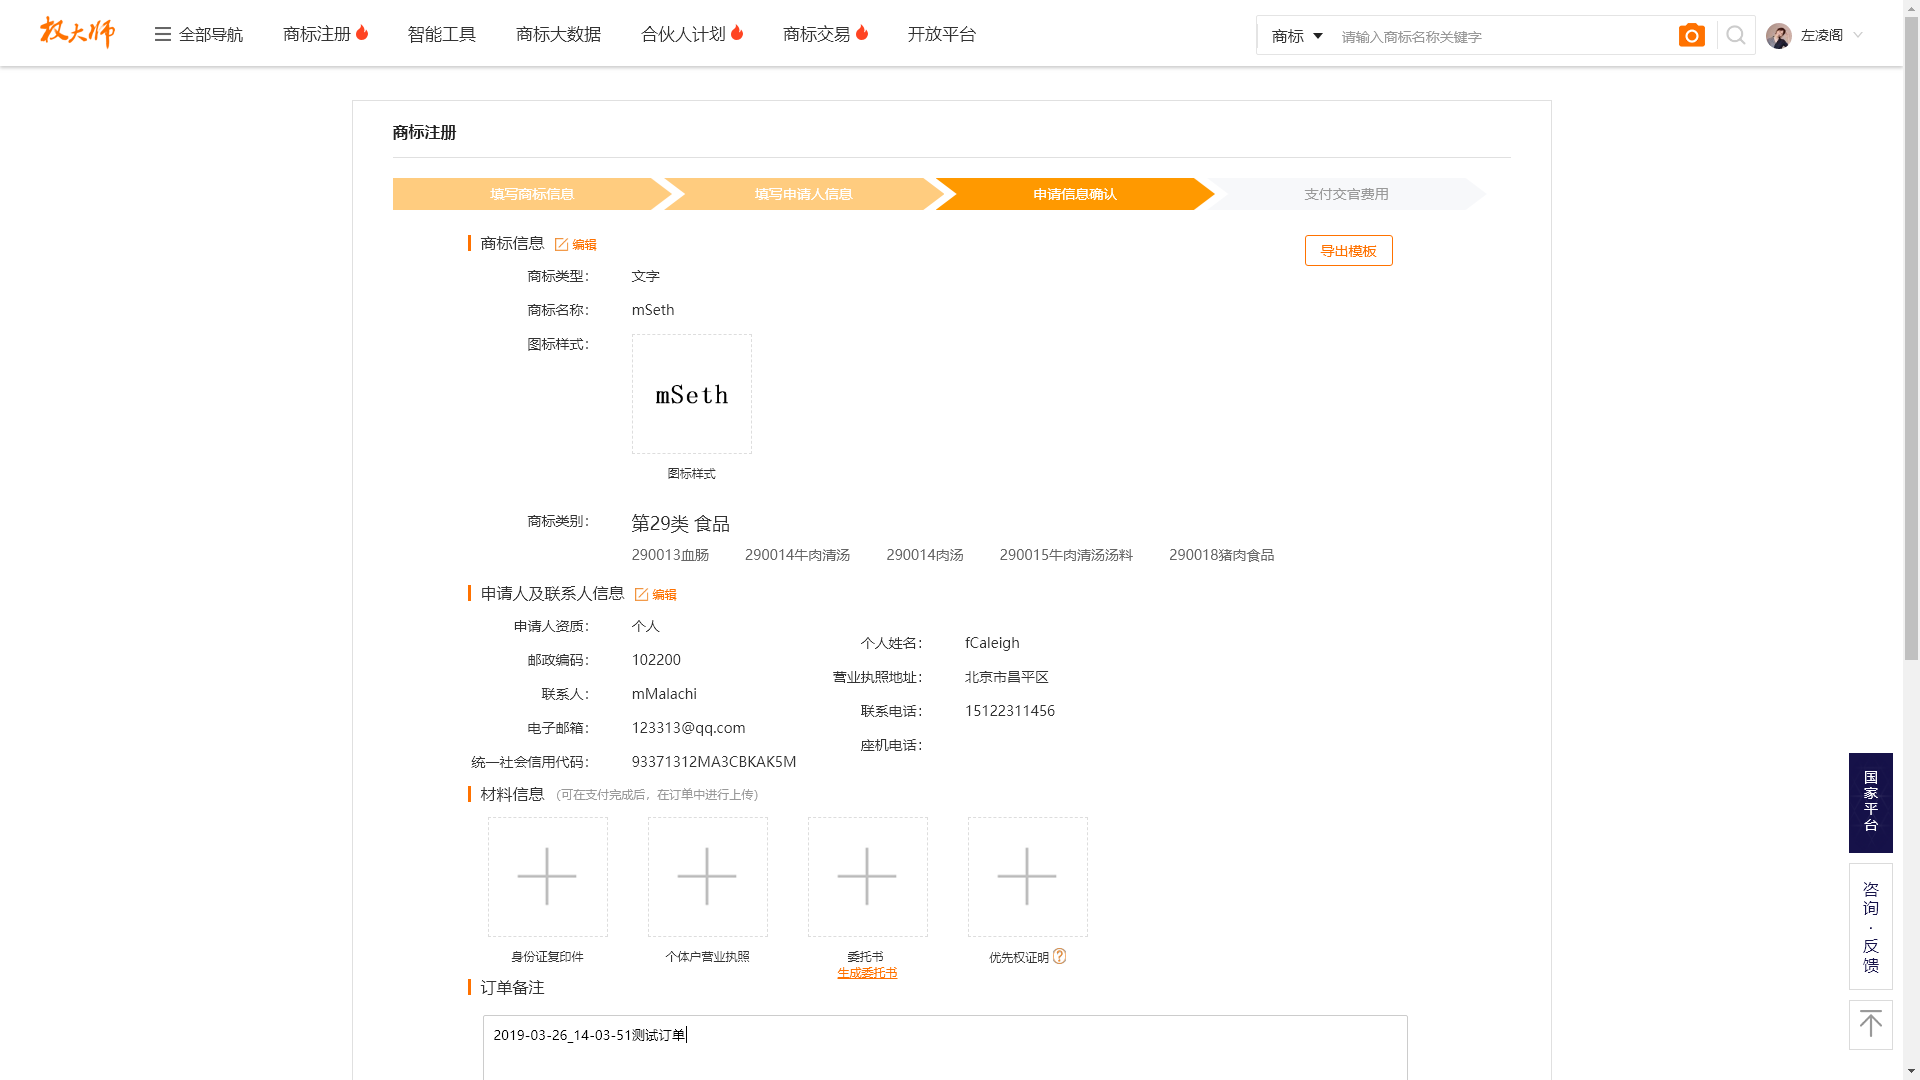 权大师
全部导航
商标注册
智能工具
商标大数据
合伙人计划
商标交易
开放平台
商标
请输入商标名称关键字
左凌阁
商标注册
填写商标信息
填写申请人信息
申请信息确认
支付交官费用
商标信息 编辑
导出模板
商标类型： 文字
商标名称： mSeth
图标样式：
mSeth
图标样式
商标类别： 第29类 食品
290013血肠 290014牛肉清汤 290014肉汤 290015牛肉清汤汤料 290018猪肉食品
申请人及联系人信息 编辑
申请人资质： 个人
个人姓名： fCaleigh
邮政编码： 102200
营业执照地址： 北京市昌平区
联系人： mMalachi
联系电话： 15122311456
电子邮箱： 123313@qq.com
座机电话：
统一社会信用代码： 93371312MA3CBKAK5M
材料信息 (可在支付完成后，在订单中进行上传)
身份证复印件
个体户营业执照
委托书
生成委托书
优先权证明 ?
订单备注
2019-03-26_14-03-51测试订单
国家平台
咨询·反馈